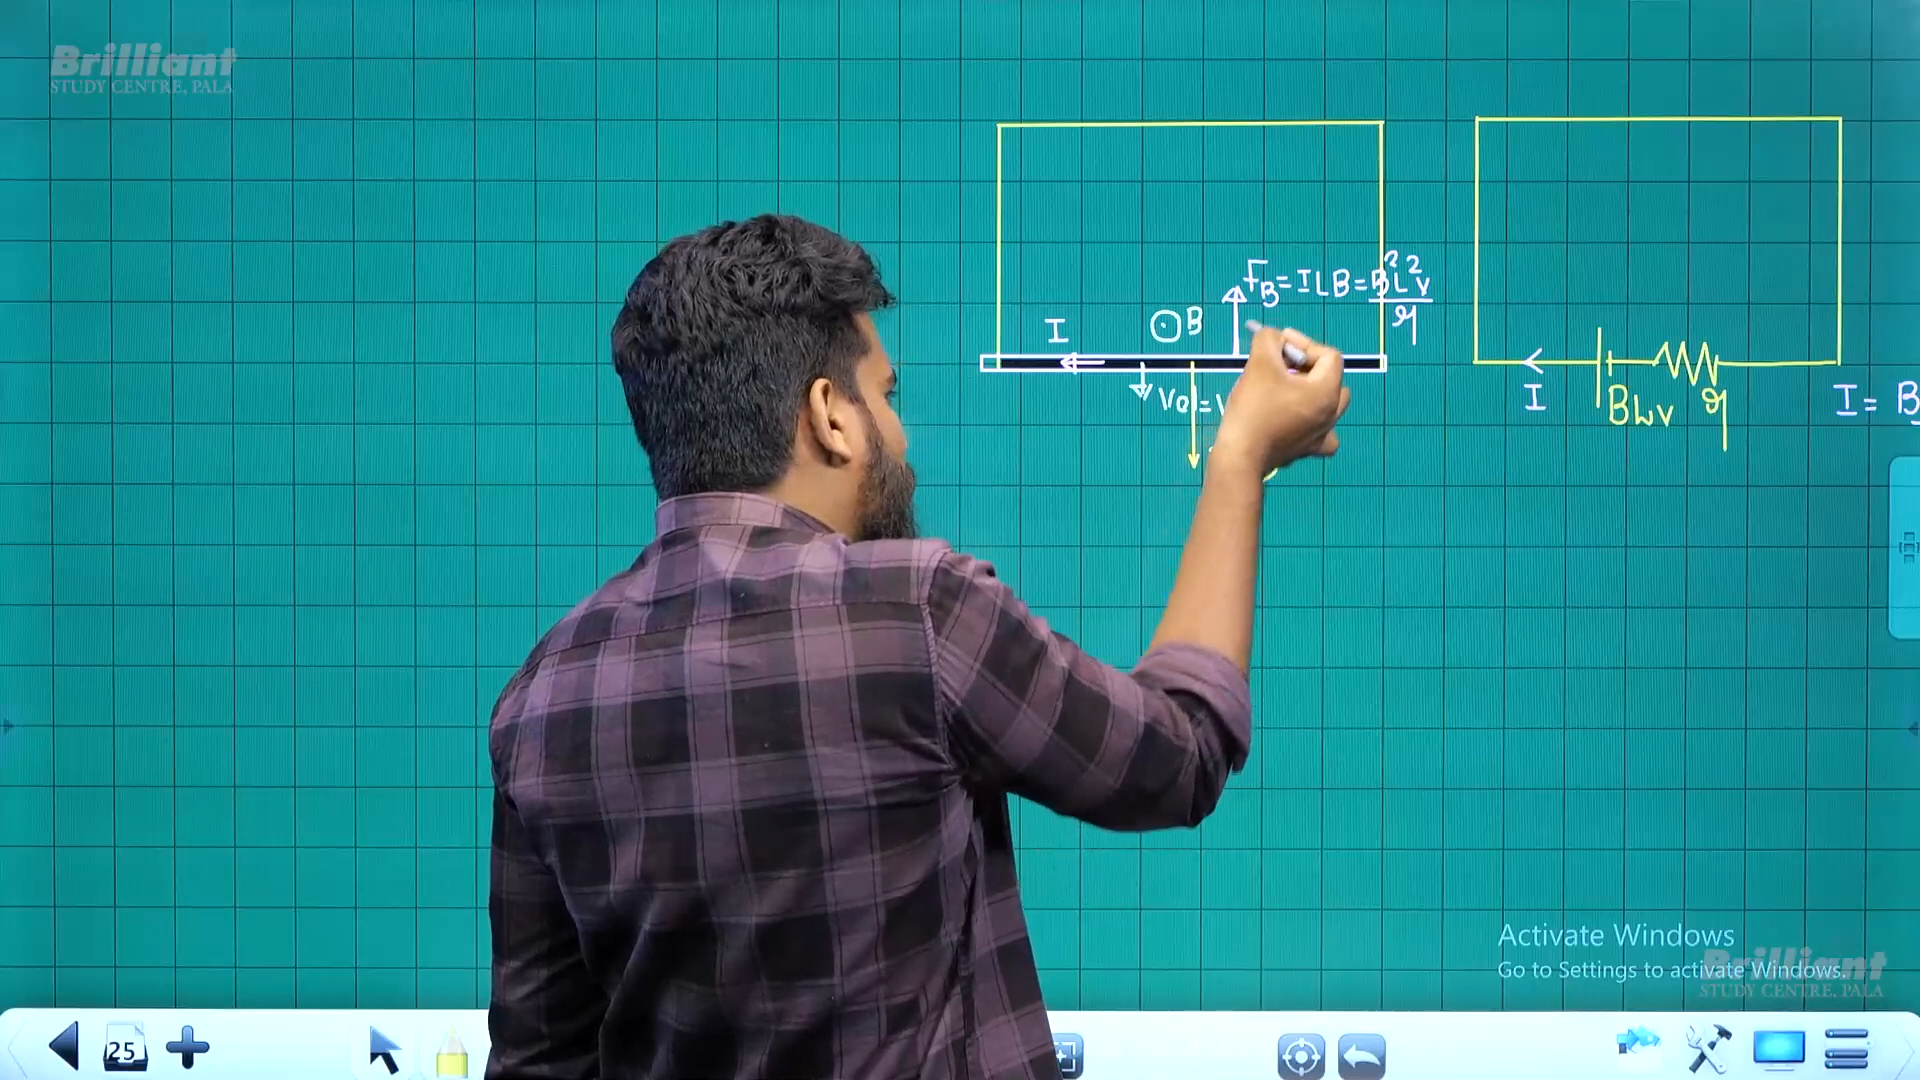 Brilliant
STUDY CENTRE, PALA
F_B = ILB = B²L²v / r
I
B
I
BLv r
I = B
Activate Windows
Go to Settings to activate Windows.
Brilliant
STUDY CENTRE, PALA
25